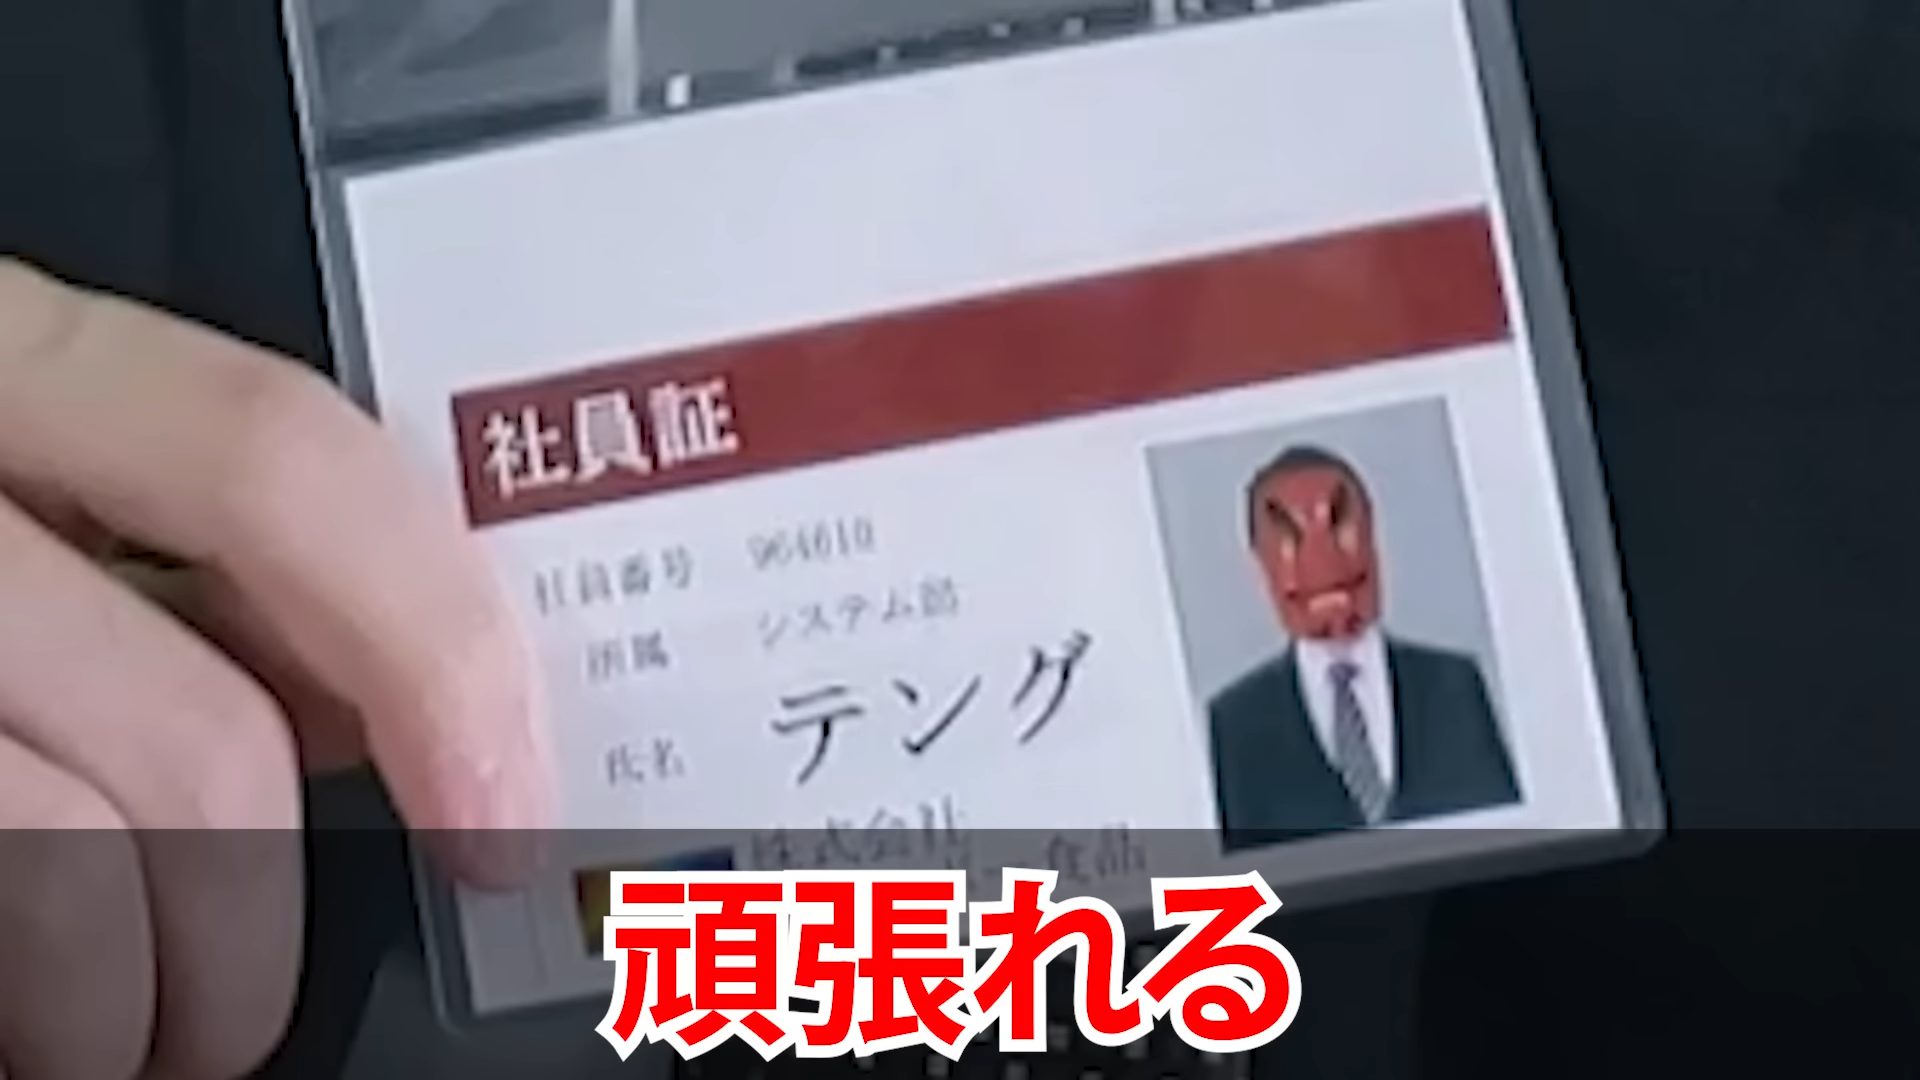 社員証
社員番号 964610
所属 システム部
氏名 テング
株式会社
食品
頑張れる